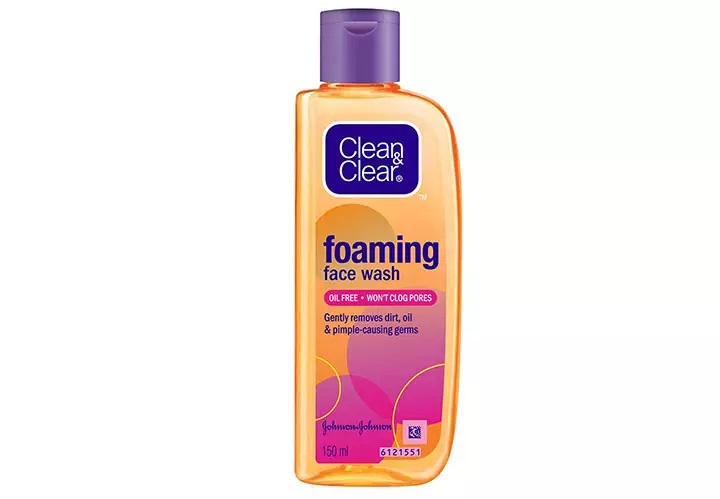 Clean
&
Clear®
™
foaming
face wash
OIL FREE • WON'T CLOG PORES
Gently removes dirt, oil
& pimple-causing germs
Johnson-Johnson
150 ml
6121551